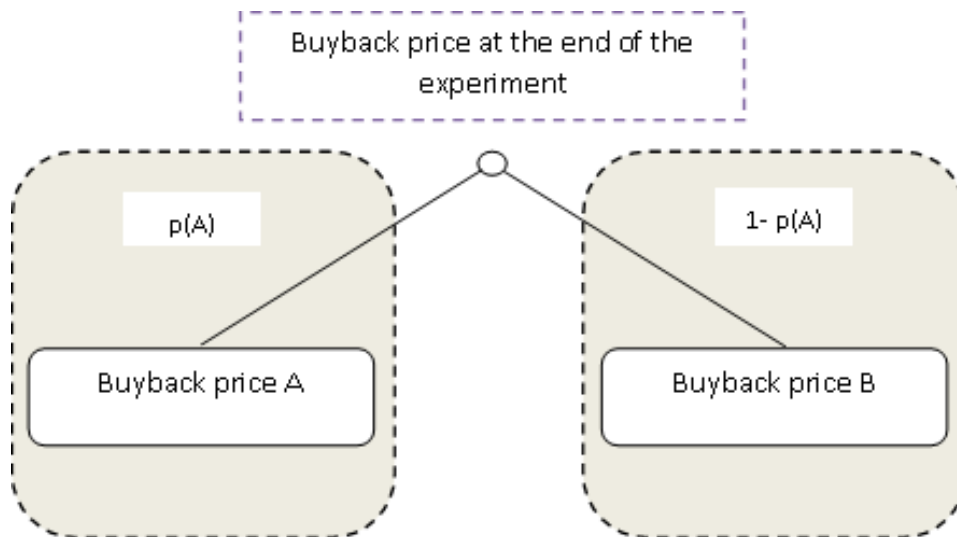 Buyback price at the end of the
experiment
p(A)
1- p(A)
Buyback price A
Buyback price B